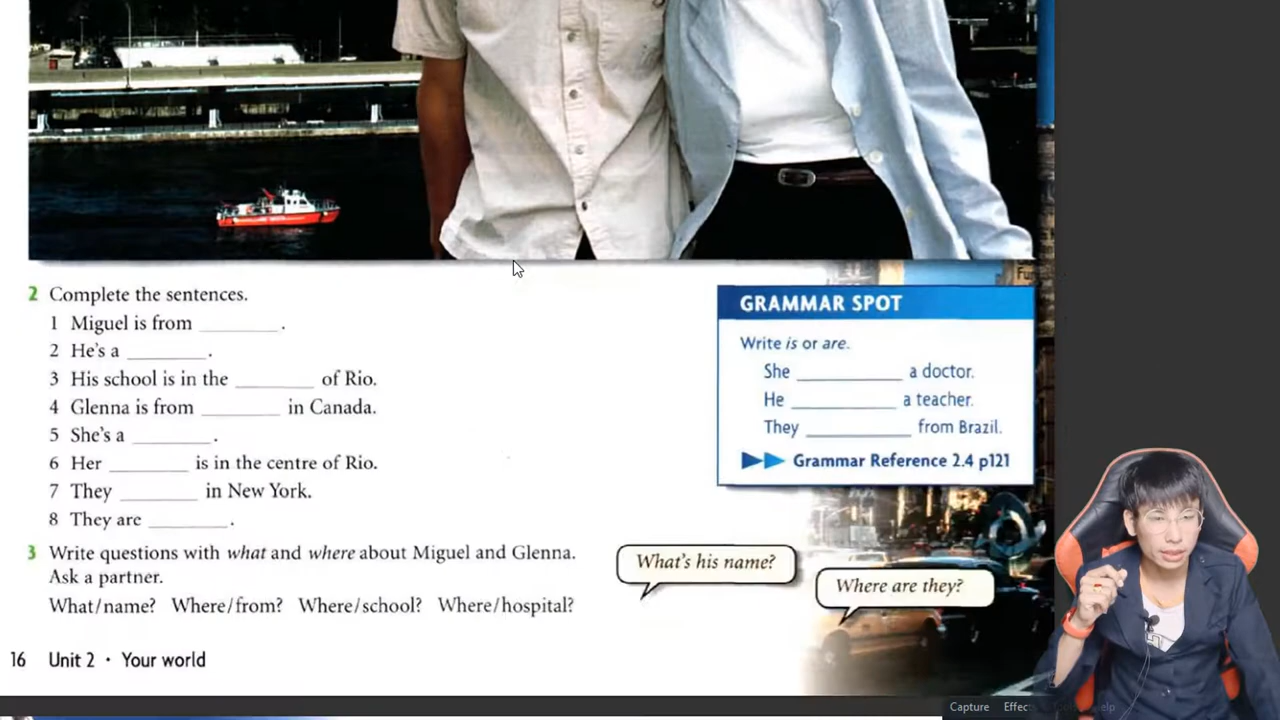 2 Complete the sentences.
1 Miguel is from ________ .
2 He's a ________ .
3 His school is in the ________ of Rio.
4 Glenna is from ________ in Canada.
5 She's a ________ .
6 Her ________ is in the centre of Rio.
7 They ________ in New York.
8 They are ________ .
GRAMMAR SPOT
Write is or are.
She ________ a doctor.
He ________ a teacher.
They ________ from Brazil.
Grammar Reference 2.4 p121
3 Write questions with what and where about Miguel and Glenna.
Ask a partner.
What/name? Where/from? Where/school? Where/hospital?
What's his name?
Where are they?
16 Unit 2 · Your world
Capture